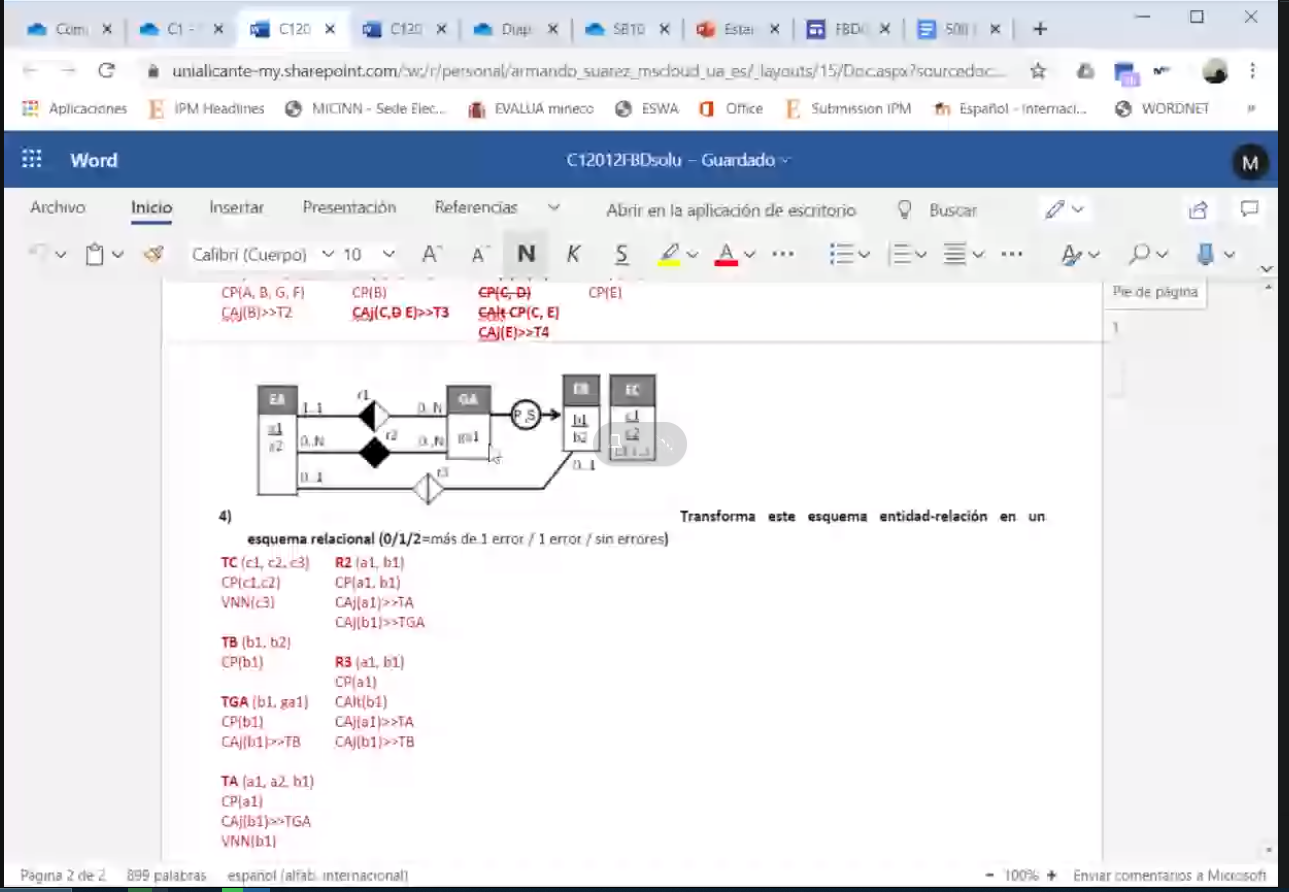 Com C1 - C120 C120 Diap SB10 Estar FBD 500
unialicante-my.sharepoint.com/:w:/r/personal/armando_suarez_mscloud_ua_es/_layouts/15/Doc.aspx?sourcedoc...
Aplicaciones IPM Headlines MICINN - Sede Elec... EVALUA mineco ESWA Office Submission IPM Español - Internaci... WORDNET »
Word C12012FBDsolu – Guardado M
Archivo Inicio Insertar Presentación Referencias Abrir en la aplicación de escritorio Buscar
Calibri (Cuerpo) 10 A A N K S A ...
CP(A, B, G, F) CP(B) CP(C, D) CP(E) Pie de página
CAj(B)>>T2 CAj(C,D E)>>T3 CAlt CP(C, E) 1
CAj(E)>>T4
EA r1 GA EB EC
1..1 0..N P,S
a1 r2 b1 c1
a2 0..N 0..N ga1 b2 c2
0..1 r3 0..1
4) Transforma este esquema entidad-relación en un
esquema relacional (0/1/2=más de 1 error / 1 error / sin errores)
TC (c1, c2, c3) R2 (a1, b1)
CP(c1,c2) CP(a1, b1)
VNN(c3) CAj(a1)>>TA
CAj(b1)>>TGA
TB (b1, b2)
CP(b1) R3 (a1, b1)
CP(a1)
TGA (b1, ga1) CAlt(b1)
CP(b1) CAj(a1)>>TA
CAj(b1)>>TB CAj(b1)>>TB
TA (a1, a2, b1)
CP(a1)
CAj(b1)>>TGA
VNN(b1)
Página 2 de 2 899 palabras español (alfab. internacional) – 100% + Enviar comentarios a Microsoft